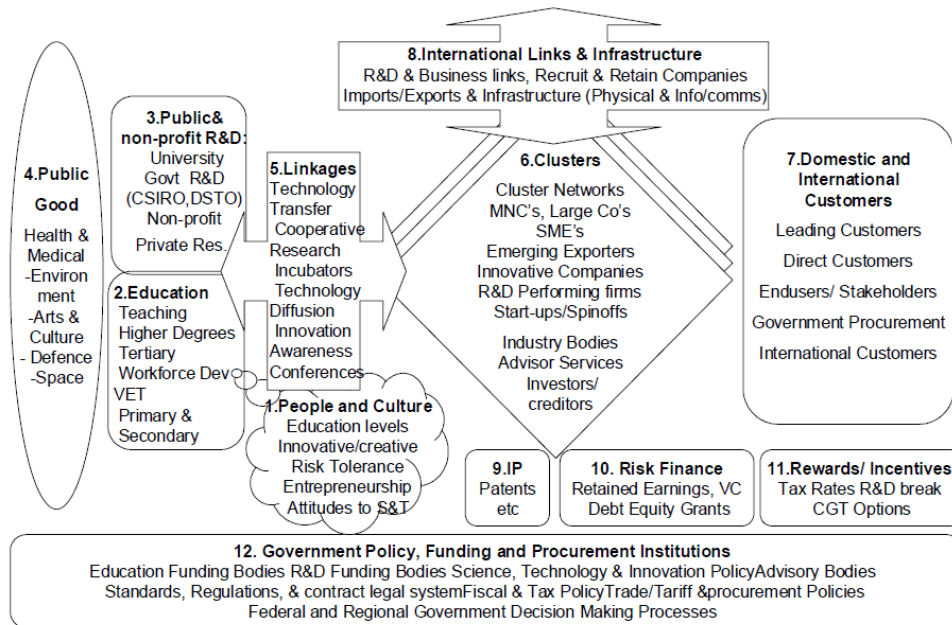 8.International Links & Infrastructure
R&D & Business links, Recruit & Retain Companies
Imports/Exports & Infrastructure (Physical & Info/comms)
4.Public
Good
Health &
Medical
-Environ
ment
-Arts &
Culture
- Defence
-Space
3.Public&
non-profit R&D:
University
Govt R&D
(CSIRO,DSTO)
Non-profit
Private Res.
2.Education
Teaching
Higher Degrees
Tertiary
Workforce Dev
VET
Primary &
Secondary
5.Linkages
Technology
Transfer
Cooperative
Research
Incubators
Technology
Diffusion
Innovation
Awareness
Conferences
1.People and Culture
Education levels
Innovative/creative
Risk Tolerance
Entrepreneurship
Attitudes to S&T
6.Clusters
Cluster Networks
MNC's, Large Co's
SME's
Emerging Exporters
Innovative Companies
R&D Performing firms
Start-ups/Spinoffs
Industry Bodies
Advisor Services
Investors/
creditors
7.Domestic and
International
Customers
Leading Customers
Direct Customers
Endusers/ Stakeholders
Government Procurement
International Customers
9.IP
Patents
etc
10. Risk Finance
Retained Earnings, VC
Debt Equity Grants
11.Rewards/ Incentives
Tax Rates R&D break
CGT Options
12. Government Policy, Funding and Procurement Institutions
Education Funding Bodies R&D Funding Bodies Science, Technology & Innovation PolicyAdvisory Bodies
Standards, Regulations, & contract legal systemFiscal & Tax PolicyTrade/Tariff &procurement Policies
Federal and Regional Government Decision Making Processes